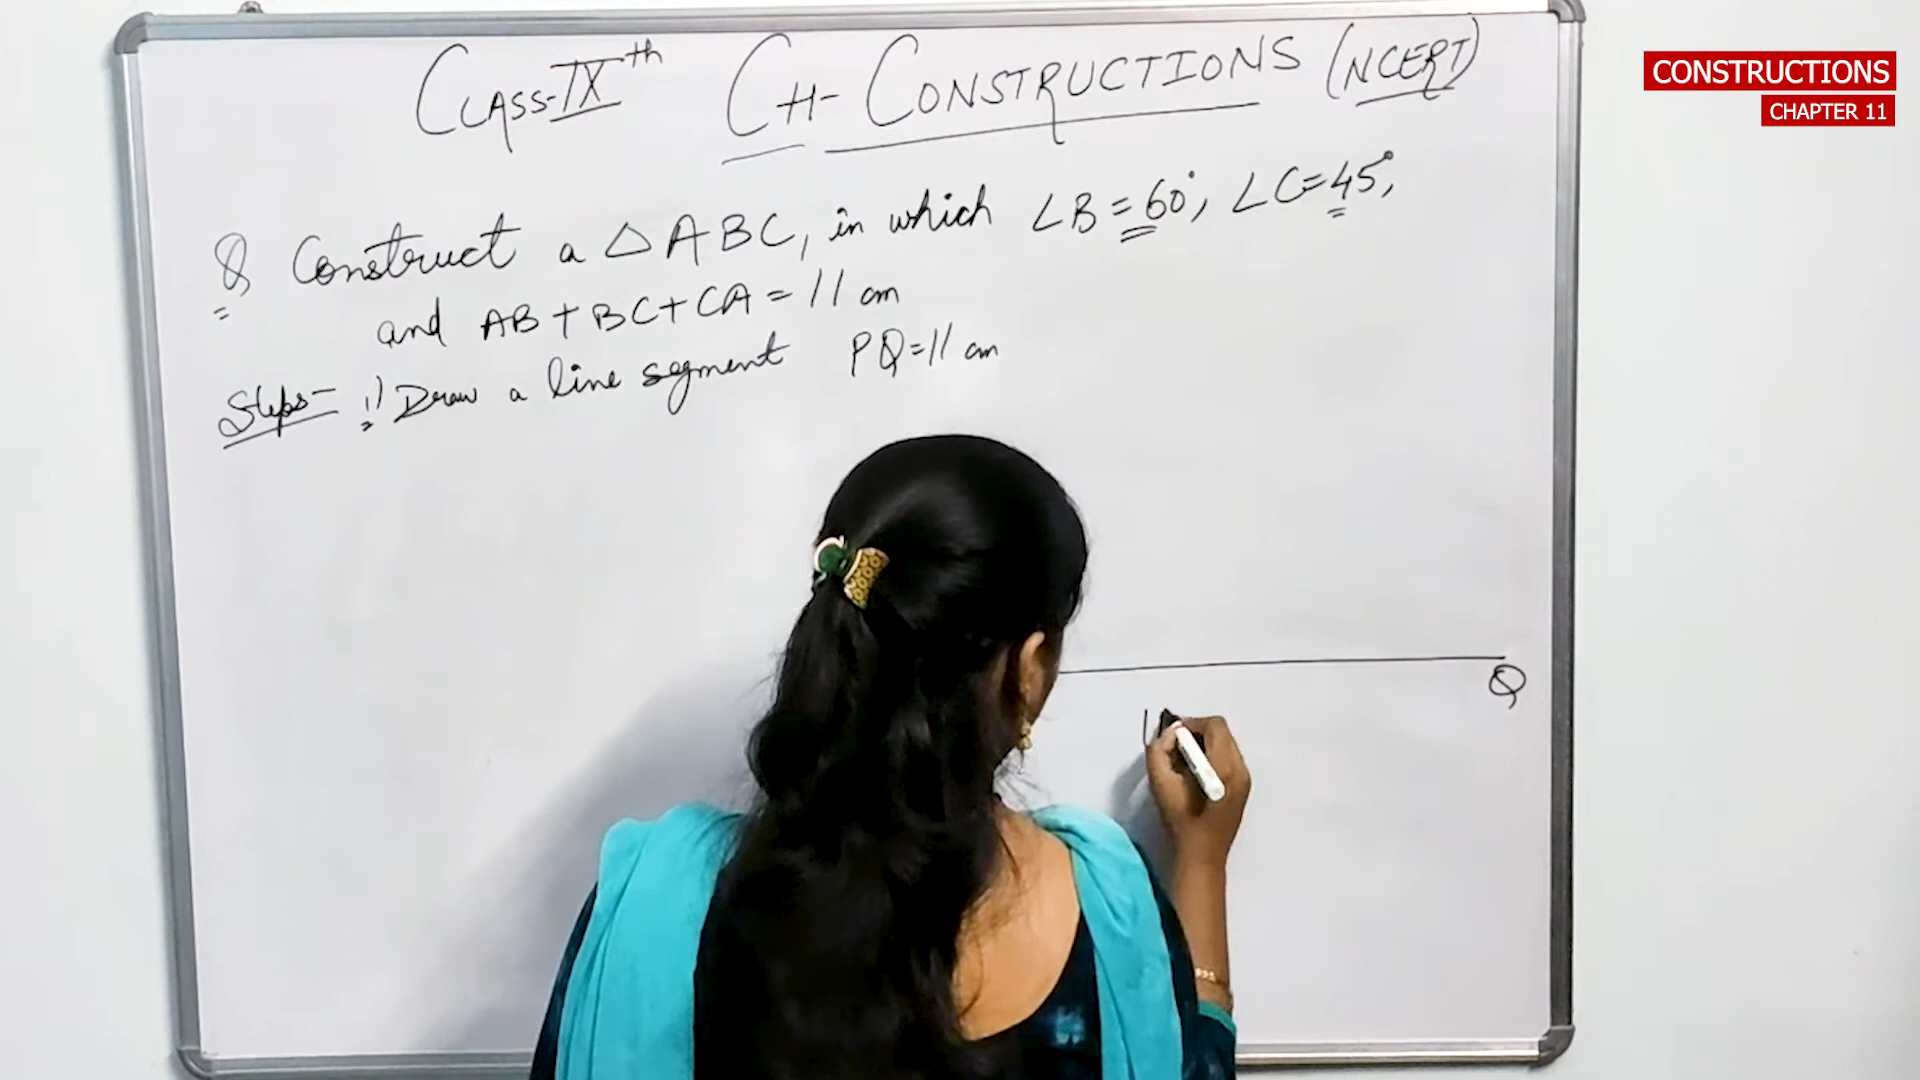 CLASS-IXth CH- CONSTRUCTIONS (NCERT)
CONSTRUCTIONS
CHAPTER 11
Q Construct a △ABC, in which ∠B=60°, ∠C=45°,
and AB+BC+CA=11 cm
Steps- 1) Draw a line segment PQ=11 cm
Q